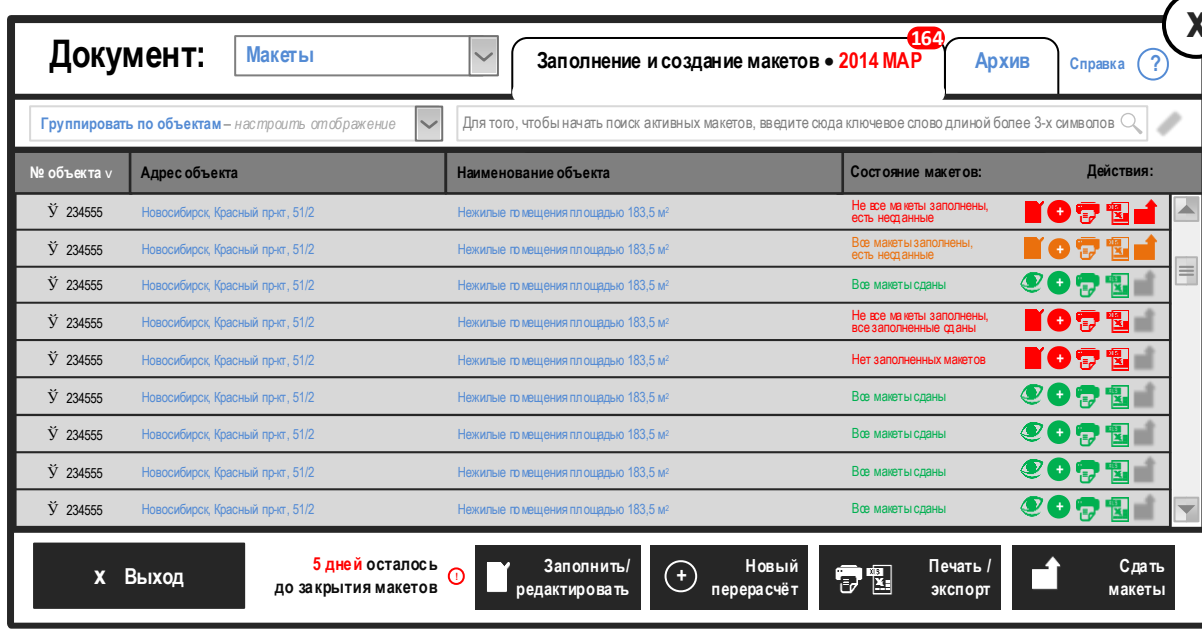 X
Документ:
Макеты
Заполнение и создание макетов • 2014 МАР
164
Архив
Справка
?
Группировать по объектам – настроить отображение
Для того, чтобы начать поиск активных макетов, введите сюда ключевое слово длиной более 3-х символов
№ объекта v Адрес объекта Наименование объекта Состояние макетов: Действия:
Ў 234555 Новосибирск, Красный пр-кт, 51/2 Нежилые помещения площадью 183,5 м² Не все макеты заполнены,
есть несданные
Ў 234555 Новосибирск, Красный пр-кт, 51/2 Нежилые помещения площадью 183,5 м² Все макеты заполнены,
есть несданные
Ў 234555 Новосибирск, Красный пр-кт, 51/2 Нежилые помещения площадью 183,5 м² Все макеты сданы
Ў 234555 Новосибирск, Красный пр-кт, 51/2 Нежилые помещения площадью 183,5 м² Не все макеты заполнены,
все заполненные сданы
Ў 234555 Новосибирск, Красный пр-кт, 51/2 Нежилые помещения площадью 183,5 м² Нет заполненных макетов
Ў 234555 Новосибирск, Красный пр-кт, 51/2 Нежилые помещения площадью 183,5 м² Все макеты сданы
Ў 234555 Новосибирск, Красный пр-кт, 51/2 Нежилые помещения площадью 183,5 м² Все макеты сданы
Ў 234555 Новосибирск, Красный пр-кт, 51/2 Нежилые помещения площадью 183,5 м² Все макеты сданы
Ў 234555 Новосибирск, Красный пр-кт, 51/2 Нежилые помещения площадью 183,5 м² Все макеты сданы
X Выход
5 дней осталось
до закрытия макетов
Заполнить/
редактировать
Новый
перерасчёт
Печать /
экспорт
Сдать
макеты